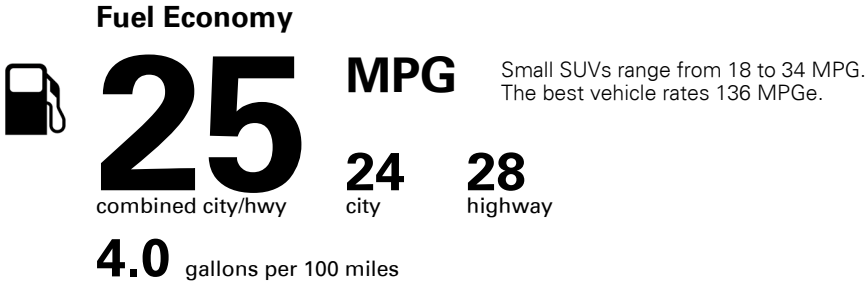 Fuel Economy
25 MPG
Small SUVs range from 18 to 34 MPG.
The best vehicle rates 136 MPGe.
combined city/hwy
24
city
28
highway
4.0 gallons per 100 miles